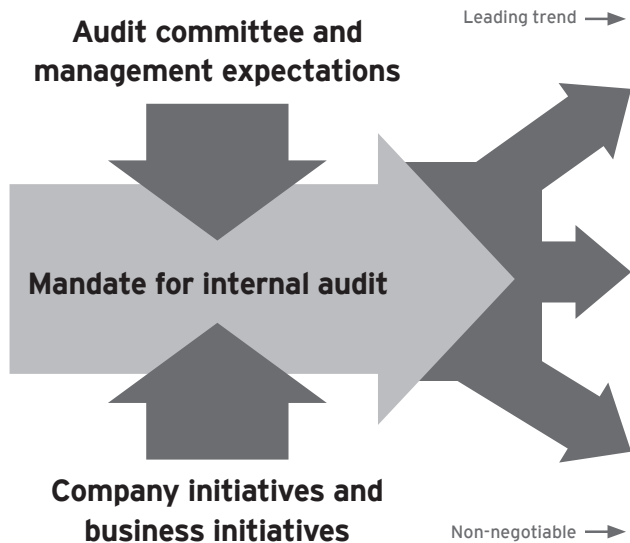 Audit committee and
management expectations
Leading trend
Mandate for internal audit
Company initiatives and
business initiatives
Non-negotiable